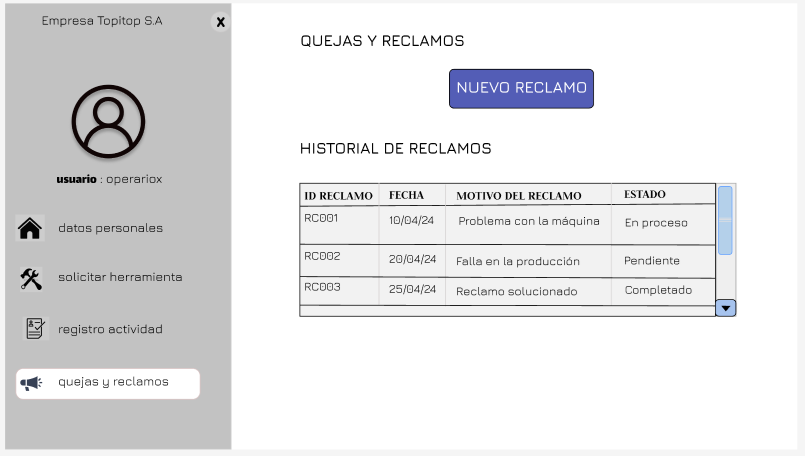 Empresa Topitop S.A
X
usuario : operariox
datos personales
solicitar herramienta
registro actividad
quejas y reclamos
QUEJAS Y RECLAMOS
NUEVO RECLAMO
HISTORIAL DE RECLAMOS
ID RECLAMO FECHA MOTIVO DEL RECLAMO ESTADO
RC001 10/04/24 Problema con la máquina En proceso
RC002 20/04/24 Falla en la producción Pendiente
RC003 25/04/24 Reclamo solucionado Completado